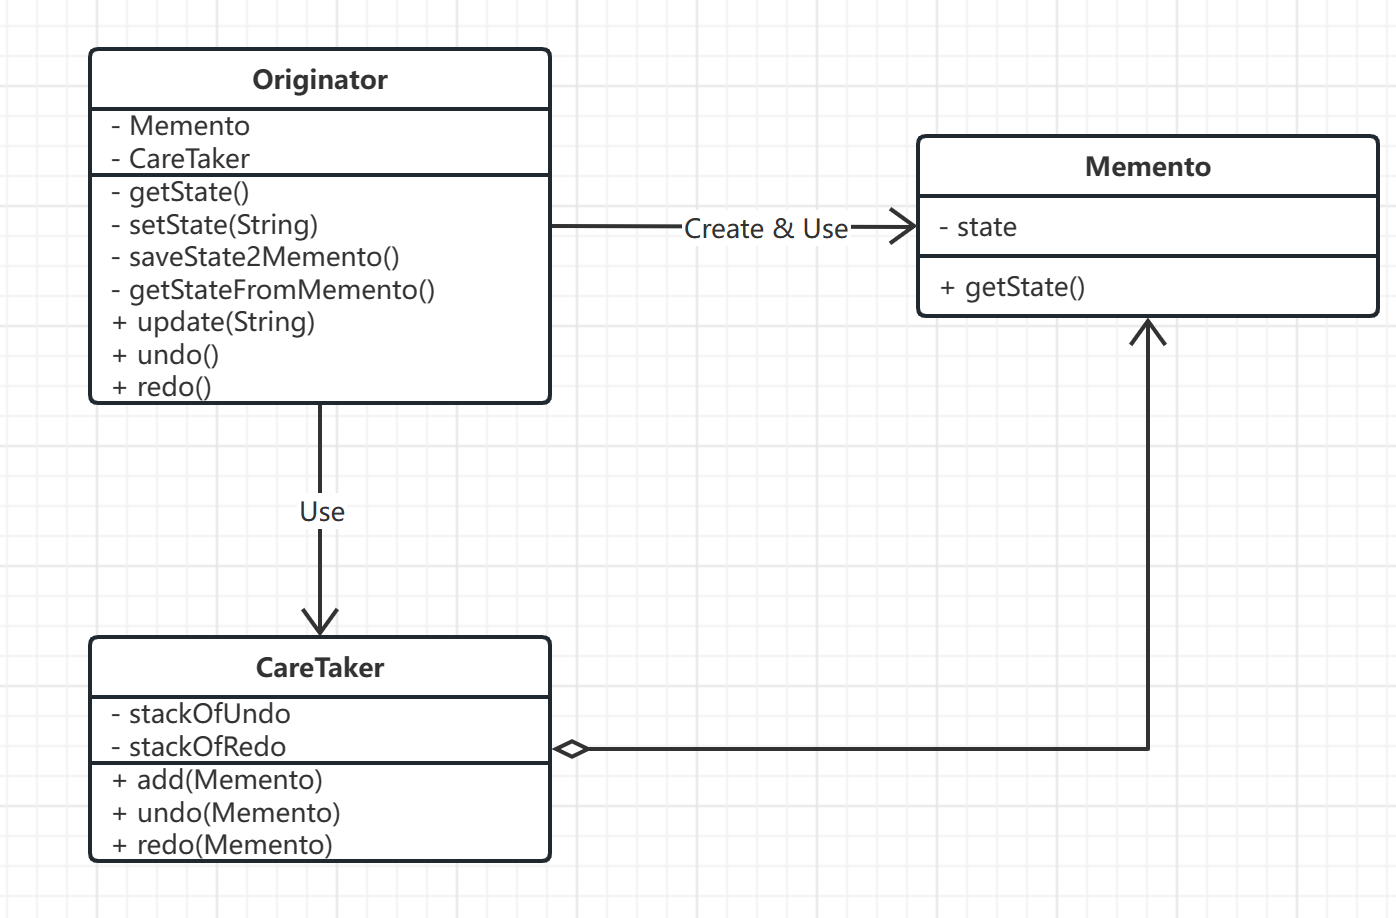 Originator
- Memento
- CareTaker
- getState()
- setState(String)
- saveState2Memento()
- getStateFromMemento()
+ update(String)
+ undo()
+ redo()
Create & Use
Memento
- state
+ getState()
Use
CareTaker
- stackOfUndo
- stackOfRedo
+ add(Memento)
+ undo(Memento)
+ redo(Memento)